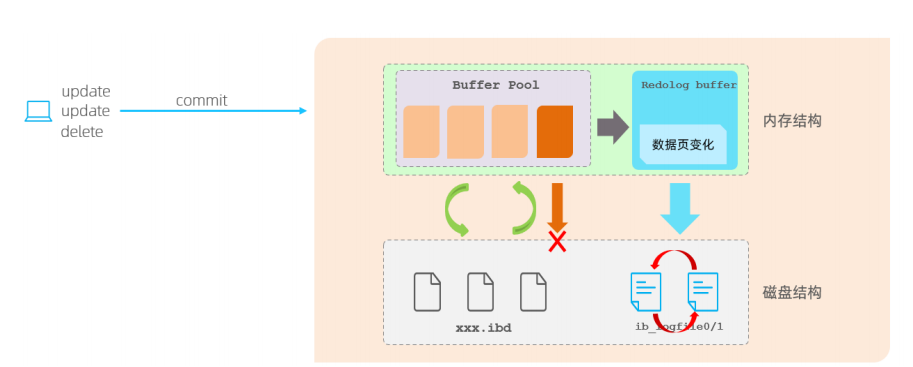 update
update
delete
commit
Buffer Pool
Redolog buffer
数据页变化
内存结构
xxx.ibd
ib_logfile0/1
磁盘结构